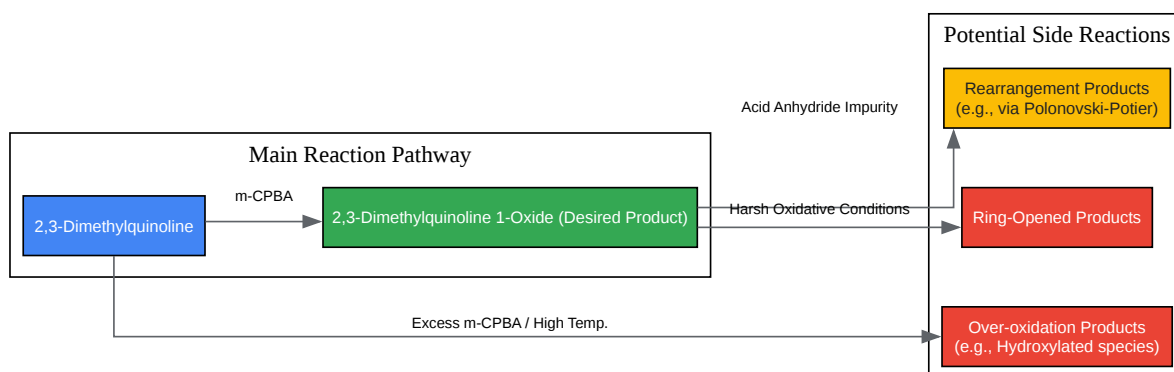 Potential Side Reactions
Rearrangement Products
(e.g., via Polonovski-Potier)
Acid Anhydride Impurity
Main Reaction Pathway
m-CPBA
2,3-Dimethylquinoline
2,3-Dimethylquinoline 1-Oxide (Desired Product)
Harsh Oxidative Conditions
Ring-Opened Products
Excess m-CPBA / High Temp.
Over-oxidation Products
(e.g., Hydroxylated species)